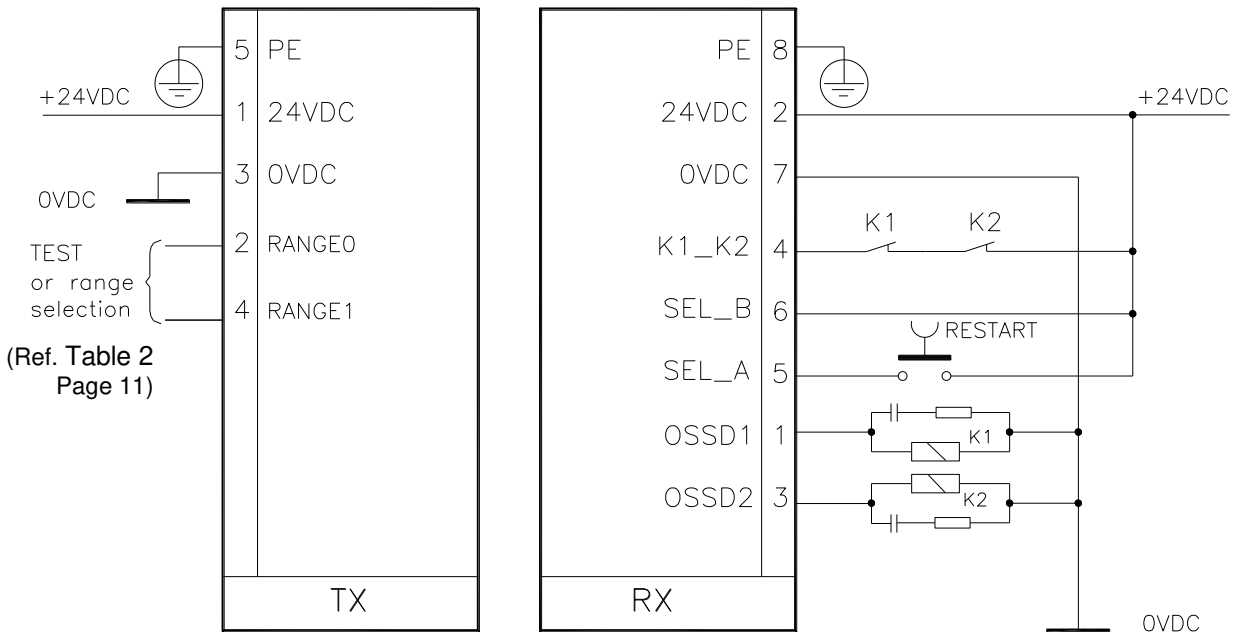 5 PE
+24VDC
1 24VDC
3 0VDC
0VDC
2 RANGE0
TEST
or range
selection
4 RANGE1
(Ref. Table 2
Page 11)
TX
PE 8
24VDC 2
+24VDC
0VDC 7
K1_K2 4
K1
K2
SEL_B 6
RESTART
SEL_A 5
OSSD1 1
K1
OSSD2 3
K2
RX
0VDC